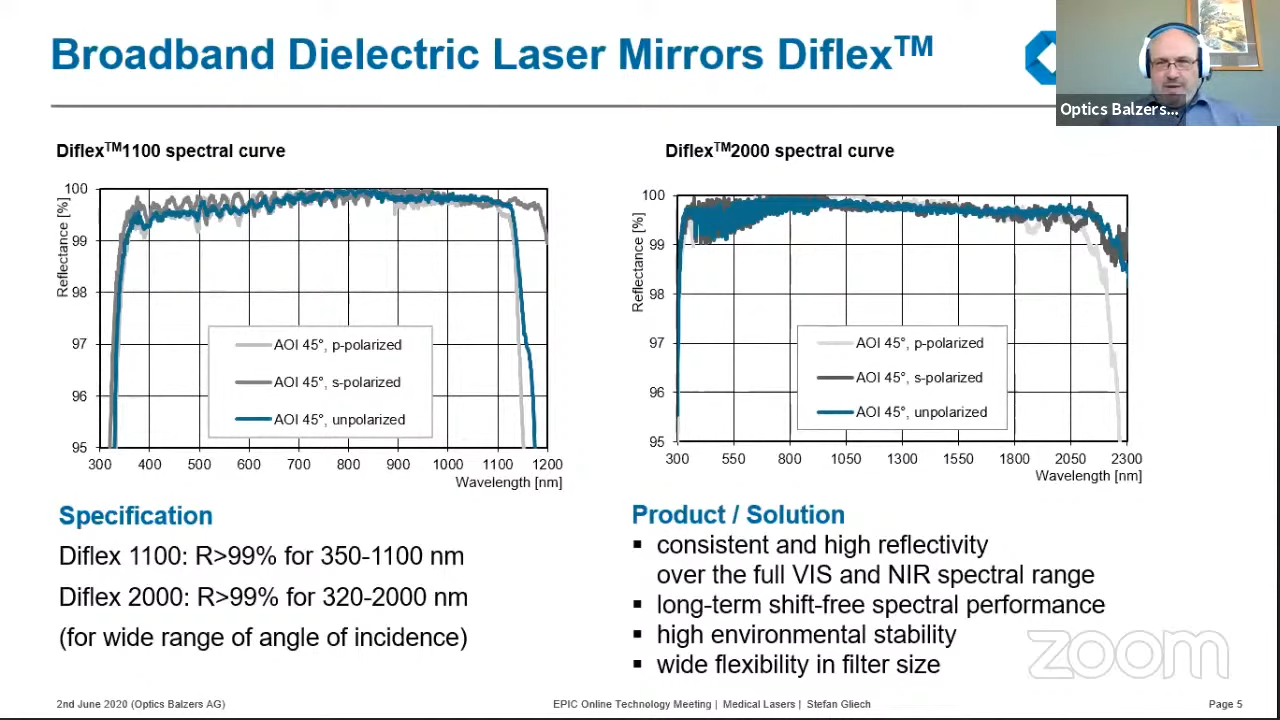 Broadband Dielectric Laser Mirrors Diflex™
Optics Balzers...
Diflex™1100 spectral curve
100
99
98
97
96
95
Reflectance [%]
AOI 45°, p-polarized
AOI 45°, s-polarized
AOI 45°, unpolarized
300 400 500 600 700 800 900 1000 1100 1200
Wavelength [nm]
Diflex™2000 spectral curve
100
99
98
97
96
95
Reflectance [%]
AOI 45°, p-polarized
AOI 45°, s-polarized
AOI 45°, unpolarized
300 550 800 1050 1300 1550 1800 2050 2300
Wavelength [nm]
Specification
Diflex 1100: R>99% for 350-1100 nm
Diflex 2000: R>99% for 320-2000 nm
(for wide range of angle of incidence)
Product / Solution
▪ consistent and high reflectivity
over the full VIS and NIR spectral range
▪ long-term shift-free spectral performance
▪ high environmental stability
▪ wide flexibility in filter size
zoom
2nd June 2020 (Optics Balzers AG)
EPIC Online Technology Meeting | Medical Lasers | Stefan Gliech
Page 5